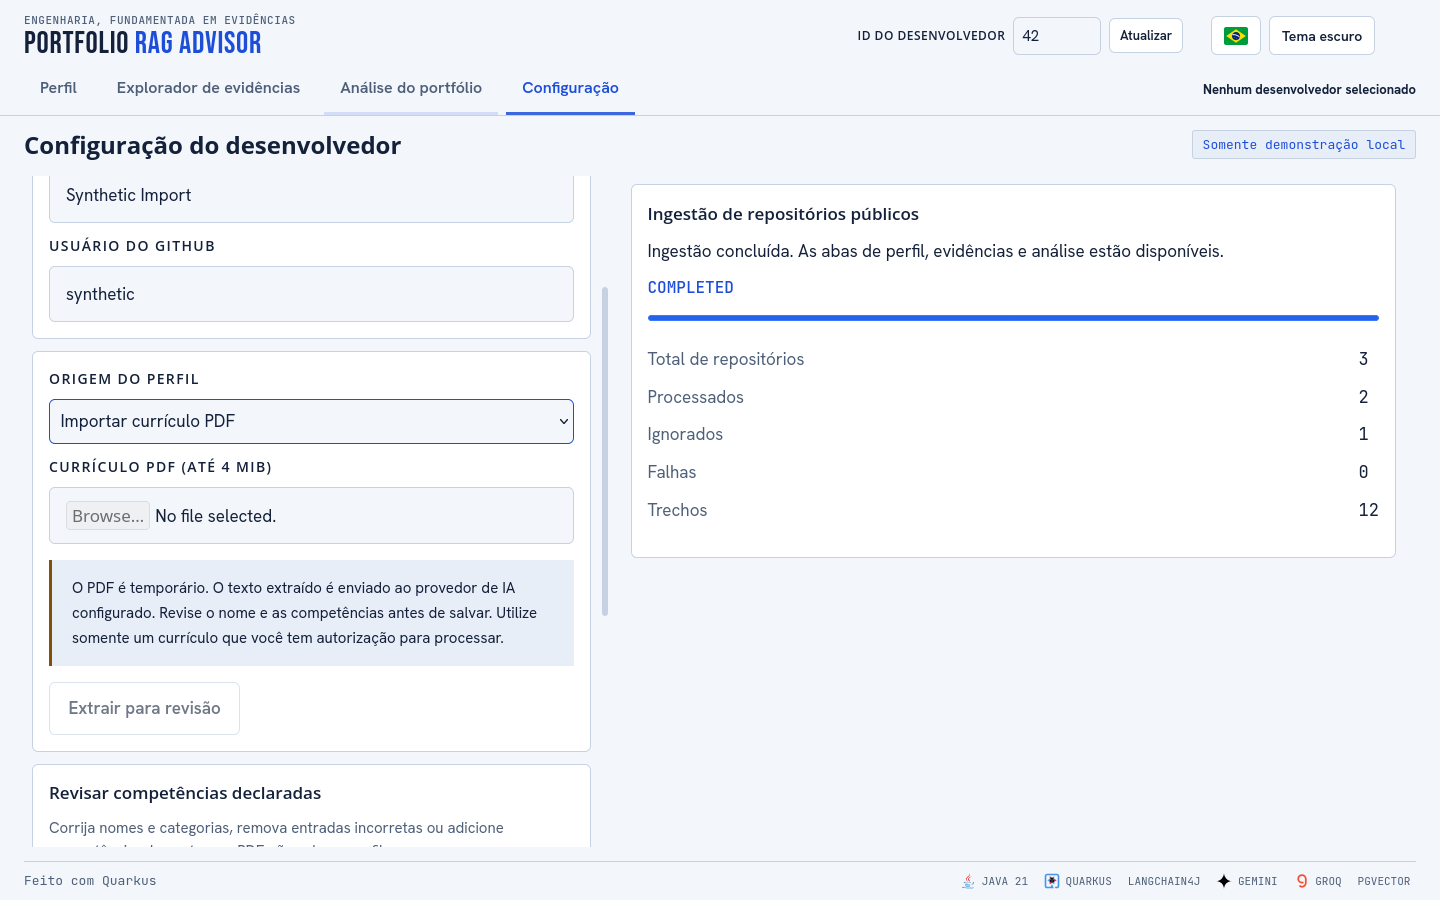 ENGENHARIA, FUNDAMENTADA EM EVIDÊNCIAS
PORTFOLIO RAG ADVISOR
ID DO DESENVOLVEDOR
42
Atualizar
Tema escuro
Perfil
Explorador de evidências
Análise do portfólio
Configuração
Nenhum desenvolvedor selecionado
Configuração do desenvolvedor
Somente demonstração local
Synthetic Import
USUÁRIO DO GITHUB
synthetic
ORIGEM DO PERFIL
Importar currículo PDF
CURRÍCULO PDF (ATÉ 4 MIB)
Browse... No file selected.
O PDF é temporário. O texto extraído é enviado ao provedor de IA
configurado. Revise o nome e as competências antes de salvar. Utilize
somente um currículo que você tem autorização para processar.
Extrair para revisão
Revisar competências declaradas
Corrija nomes e categorias, remova entradas incorretas ou adicione
Ingestão de repositórios públicos
Ingestão concluída. As abas de perfil, evidências e análise estão disponíveis.
COMPLETED
Total de repositórios 3
Processados 2
Ignorados 1
Falhas 0
Trechos 12
Feito com Quarkus
JAVA 21
QUARKUS
LANGCHAIN4J
GEMINI
GROQ
PGVECTOR